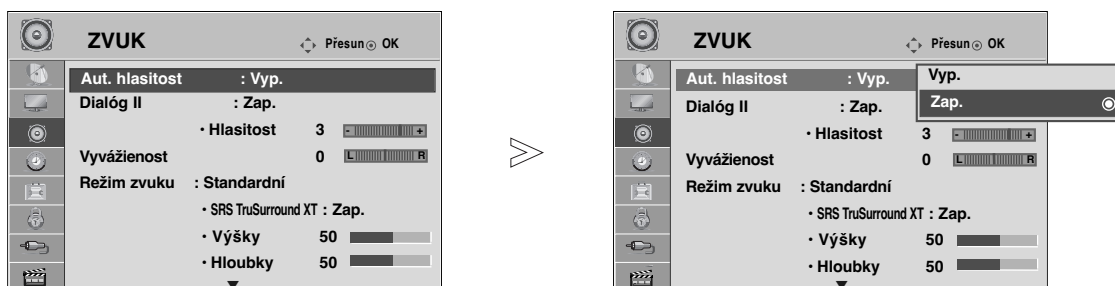 ZVUK
Přesun OK
Aut. hlasitost : Vyp.
Dialóg II : Zap.
• Hlasitost 3 - +
Vyvážienost 0 L R
Režim zvuku : Standardní
• SRS TruSurround XT : Zap.
• Výšky 50
• Hloubky 50
ZVUK
Přesun OK
Aut. hlasitost : Vyp.
Vyp.
Zap.
Dialóg II : Zap.
• Hlasitost 3 - +
Vyvážienost 0 L R
Režim zvuku : Standardní
• SRS TruSurround XT : Zap.
• Výšky 50
• Hloubky 50